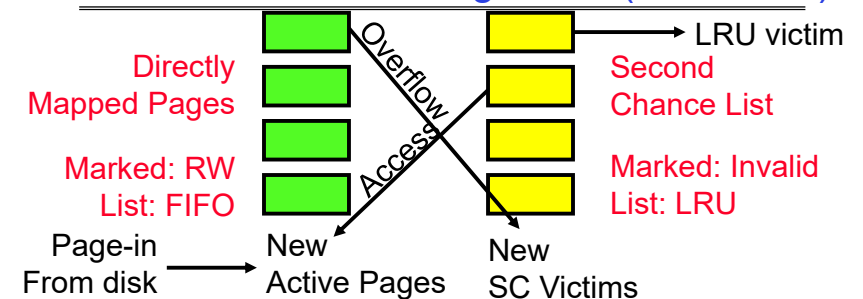 Overflow
Access
LRU victim
Directly
Mapped Pages
Second
Chance List
Marked: RW
List: FIFO
Marked: Invalid
List: LRU
Page-in
From disk
New
Active Pages
New
SC Victims